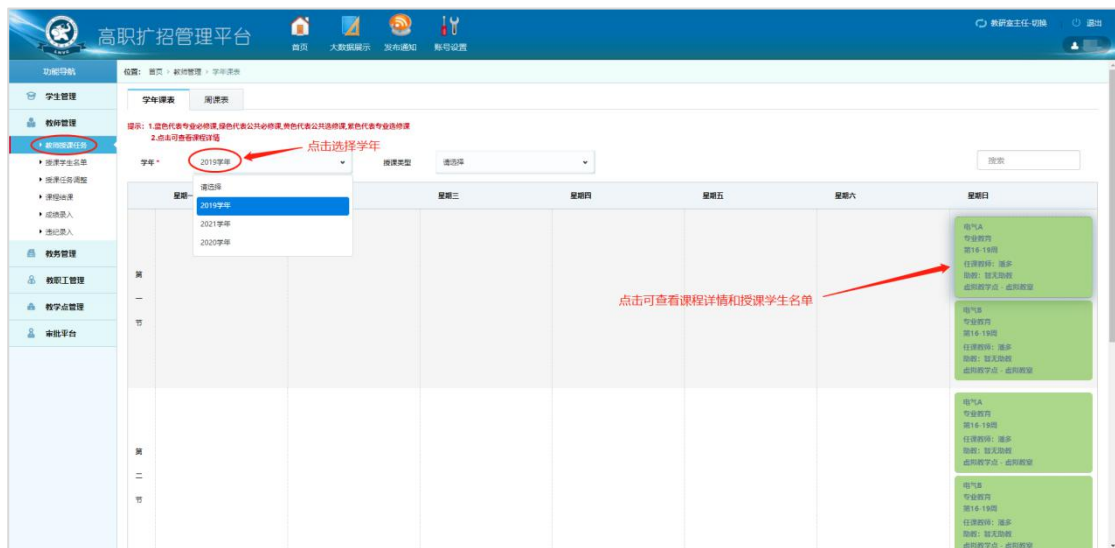 高职扩招管理平台
首页 大数据展示 发布通知 账号设置
教研室主任-切换 退出
功能导航
位置： 首页 › 教师管理 › 学年课表
学生管理
教师管理
教师授课任务
授课学生名单
授课任务调整
课程结课
成绩录入
违纪录入
教务管理
教职工管理
教学点管理
审批平台
学年课表 周课表
提示：1.蓝色代表专业必修课,绿色代表公共必修课,黄色代表公共选修课,紫色代表专业选修课
2.点击可查看课程详情
点击选择学年
学年* 2019学年 授课类型 请选择 搜索
请选择
2019学年
2021学年
2020学年
星期一 星期三 星期四 星期五 星期六 星期日
第
一
节
点击可查看课程详情和授课学生名单
电气A
专业教育
第16-19周
任课教师：潘多
助教：暂无助教
虚拟教学点 - 虚拟教室
电气B
专业教育
第16-19周
任课教师：潘多
助教：暂无助教
虚拟教学点 - 虚拟教室
第
二
节
电气A
专业教育
第16-19周
任课教师：潘多
助教：暂无助教
虚拟教学点 - 虚拟教室
电气B
专业教育
第16-19周
任课教师：潘多
助教：暂无助教
虚拟教学点 - 虚拟教室